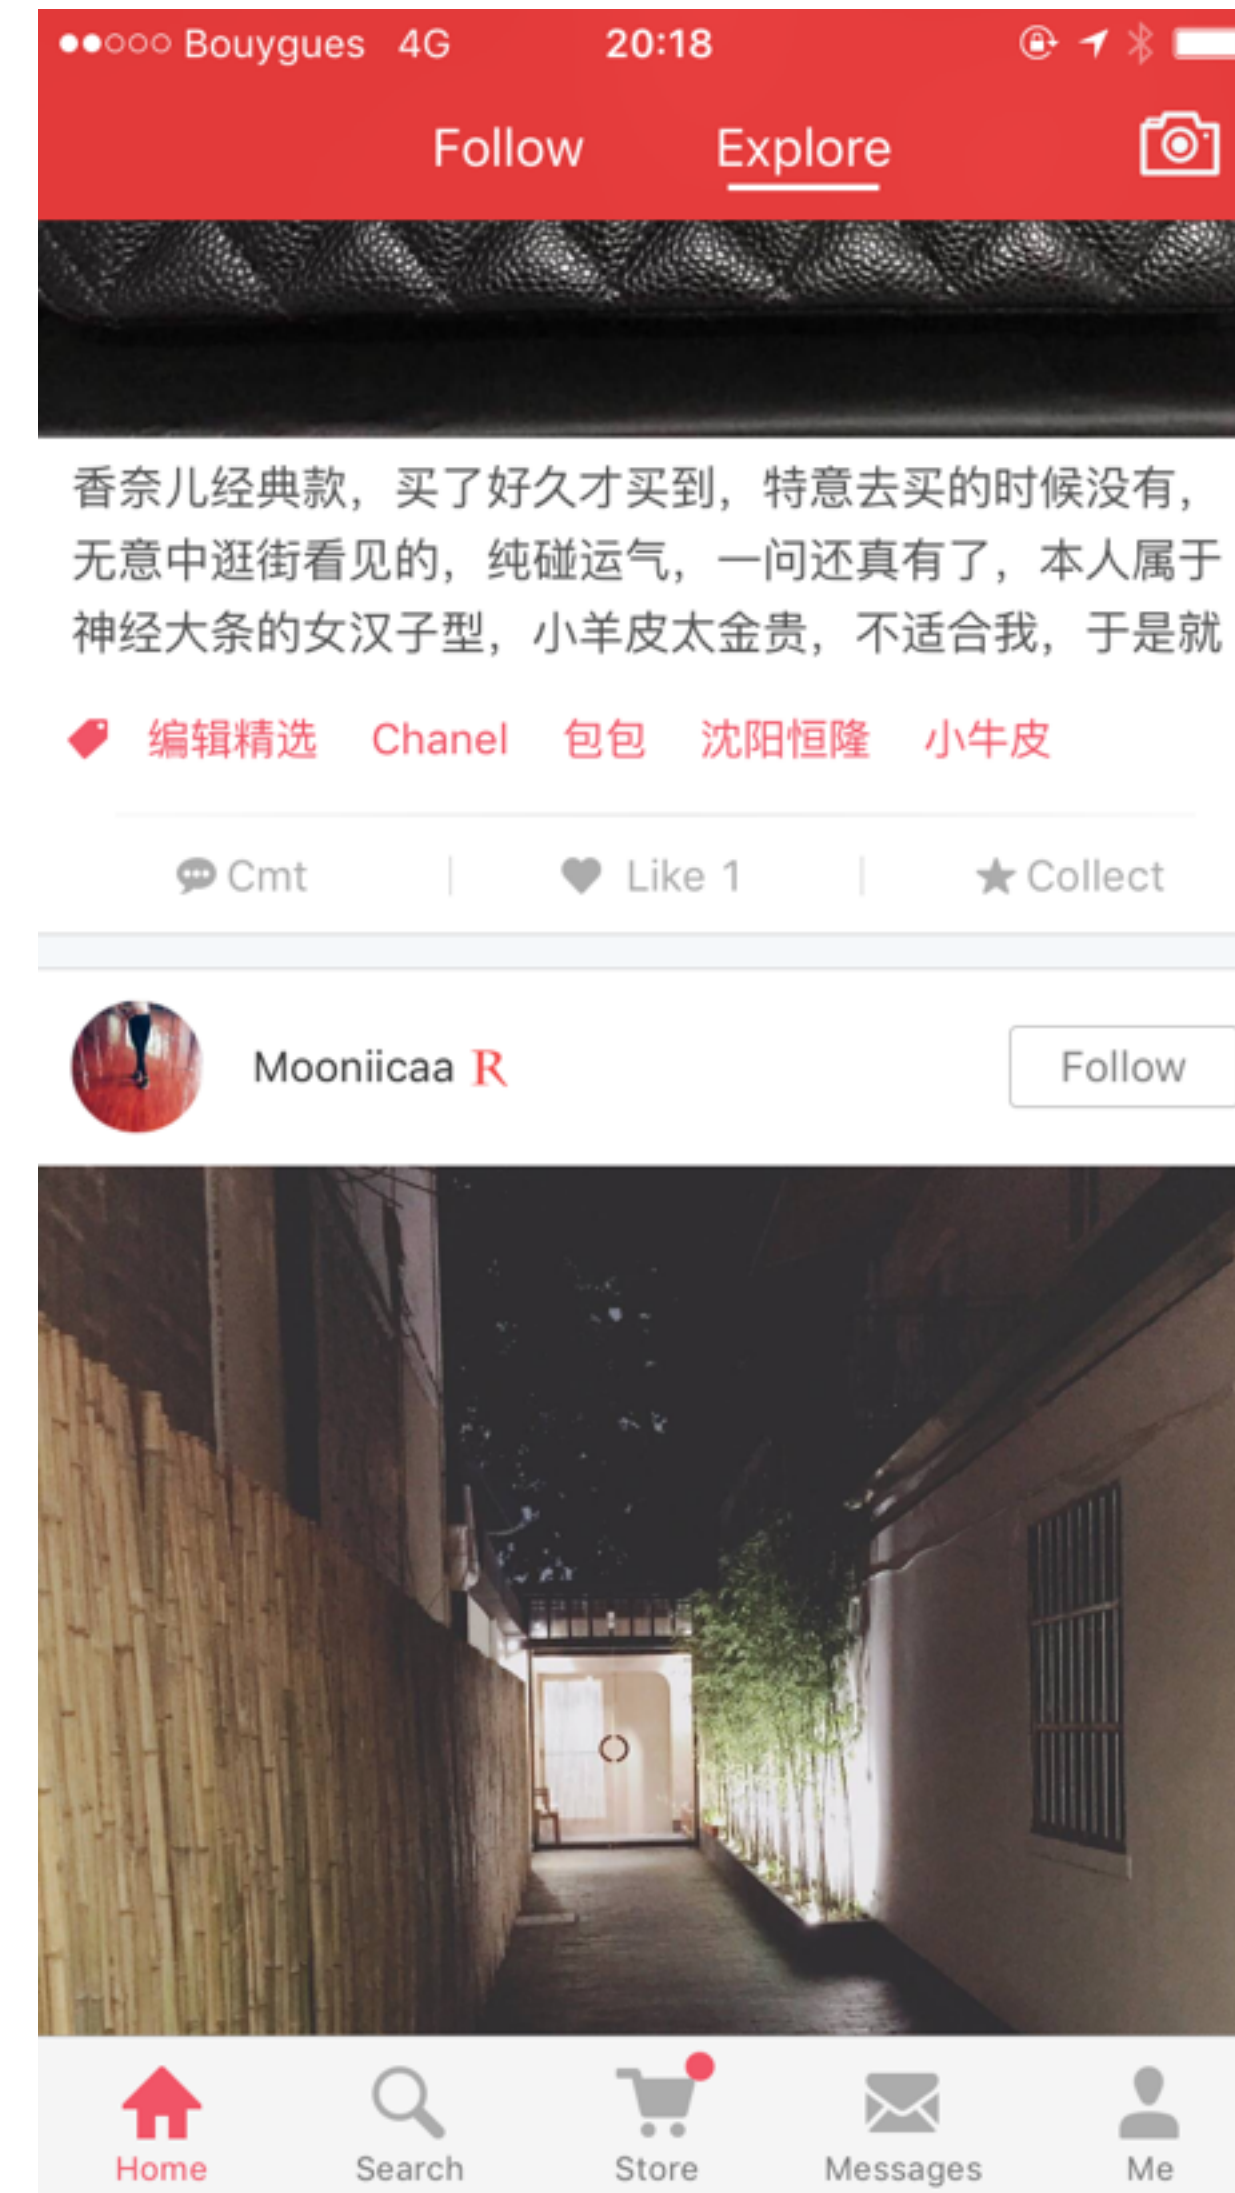 Bouygues 4G 20:18
Follow Explore
香奈儿经典款，买了好久才买到，特意去买的时候没有，
无意中逛街看见的，纯碰运气，一问还真有了，本人属于
神经大条的女汉子型，小羊皮太金贵，不适合我，于是就
编辑精选 Chanel 包包 沈阳恒隆 小牛皮
Cmt Like 1 Collect
Mooniicaa R Follow
Home Search Store Messages Me